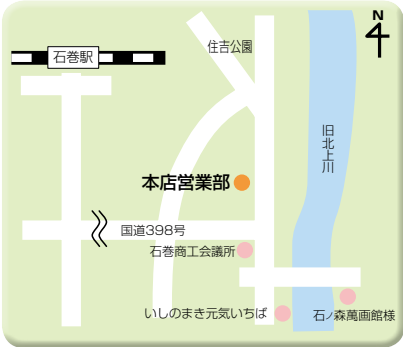 N
住吉公園
石巻駅
旧北上川
本店営業部
国道398号
石巻商工会議所
いしのまき元気いちば
石ノ森萬画館様